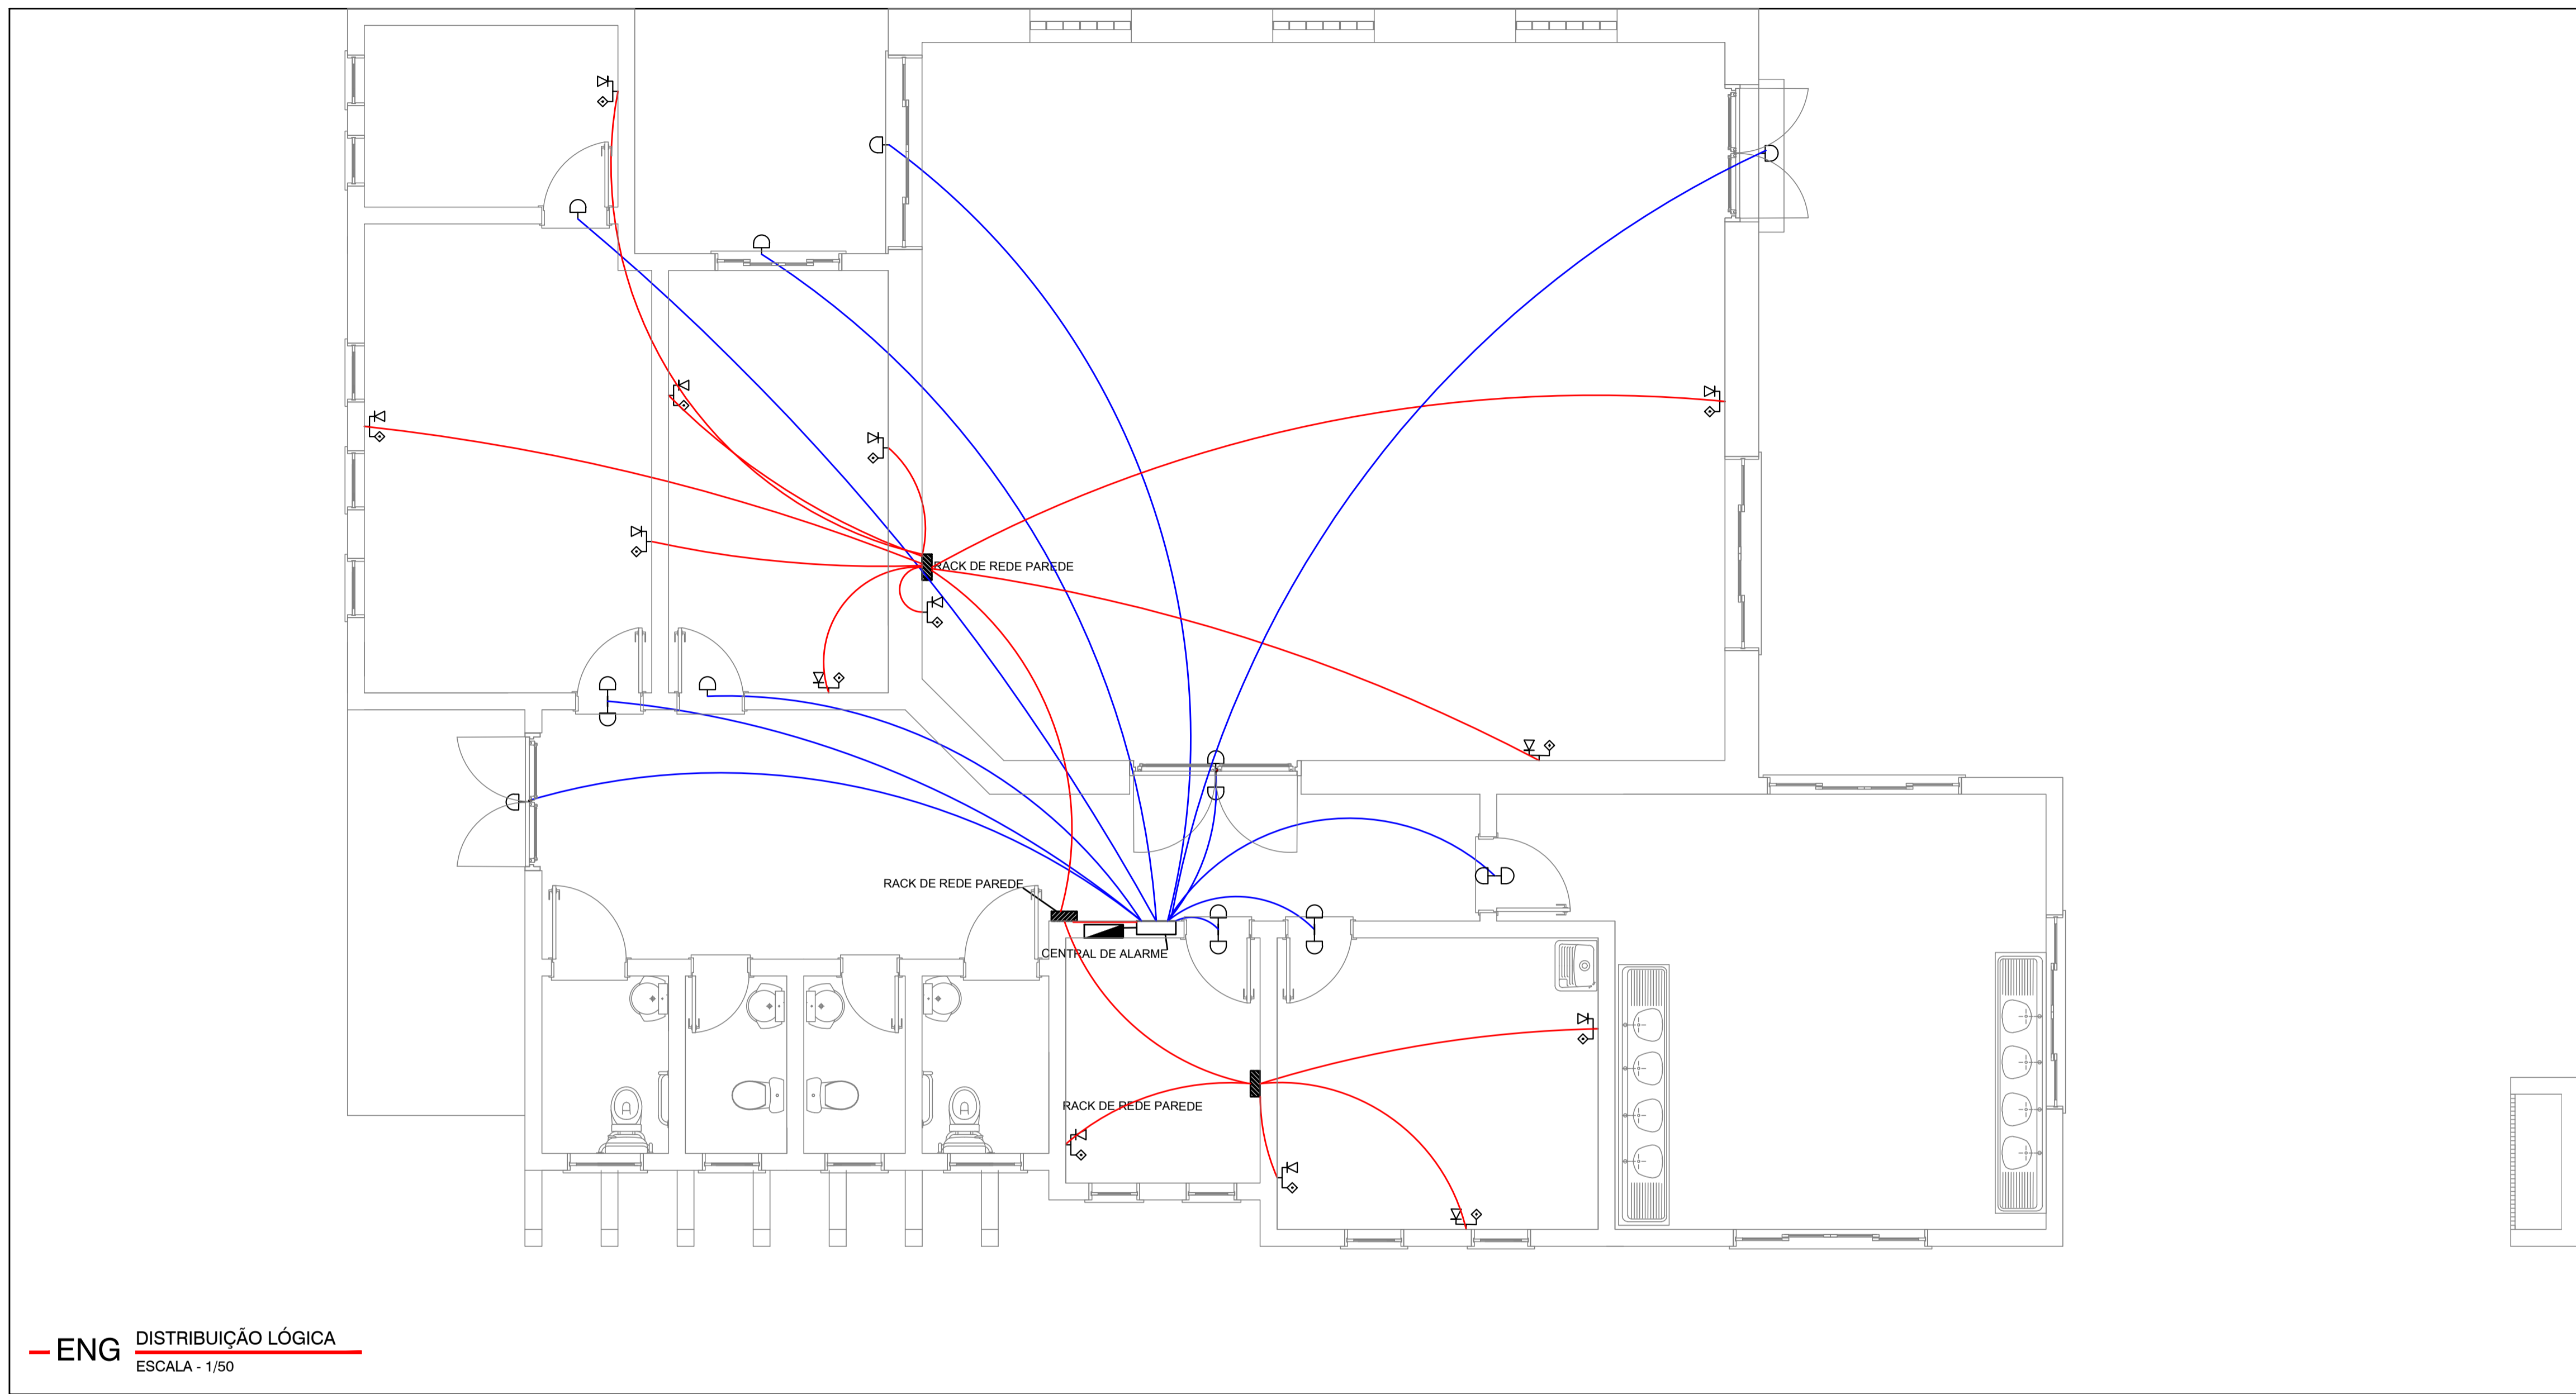 RACK DE REDE PAREDE
RACK DE REDE PAREDE
CENTRAL DE ALARME
RACK DE REDE PAREDE
ENG
DISTRIBUIÇÃO LÓGICA
ESCALA - 1/50